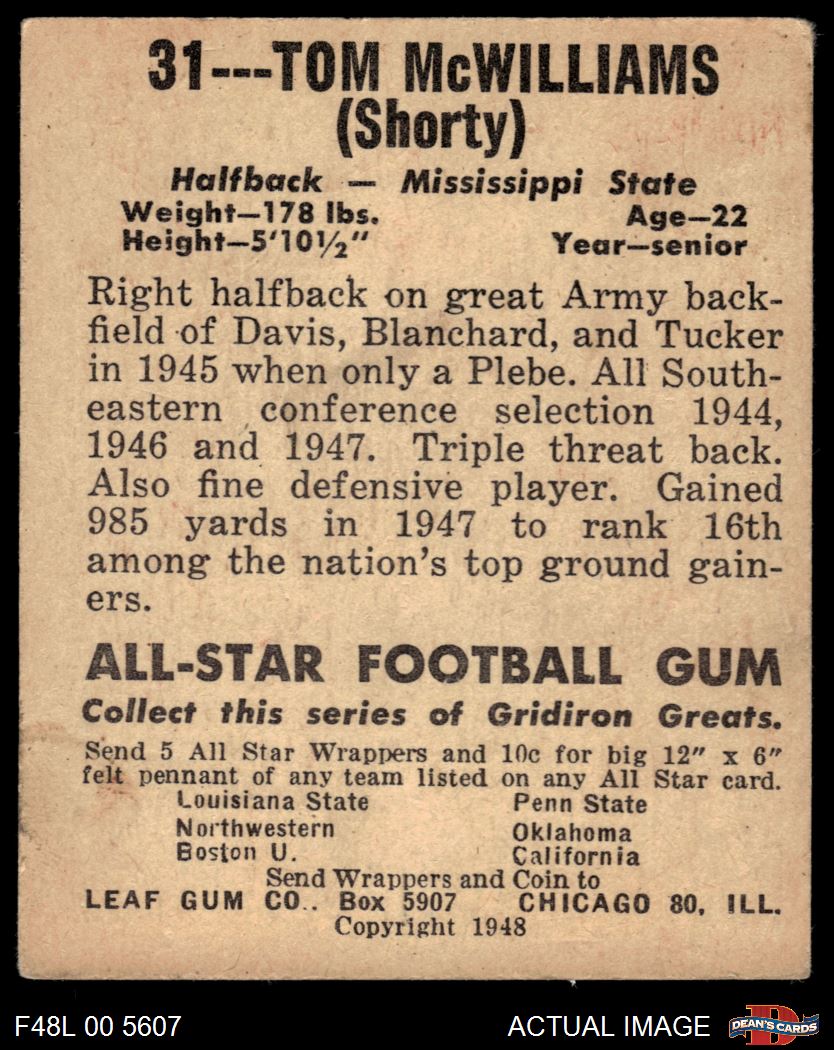 31---TOM McWILLIAMS
(Shorty)
Halfback — Mississippi State
Weight—178 lbs. Age—22
Height—5'10½" Year—senior
Right halfback on great Army back-
field of Davis, Blanchard, and Tucker
in 1945 when only a Plebe. All South-
eastern conference selection 1944,
1946 and 1947. Triple threat back.
Also fine defensive player. Gained
985 yards in 1947 to rank 16th
among the nation's top ground gain-
ers.
ALL-STAR FOOTBALL GUM
Collect this series of Gridiron Greats.
Send 5 All Star Wrappers and 10c for big 12" x 6"
felt pennant of any team listed on any All Star card.
Louisiana State Penn State
Northwestern Oklahoma
Boston U. California
Send Wrappers and Coin to
LEAF GUM CO.. Box 5907 CHICAGO 80, ILL.
Copyright 1948
F48L 00 5607 ACTUAL IMAGE D DEAN'S CARDS